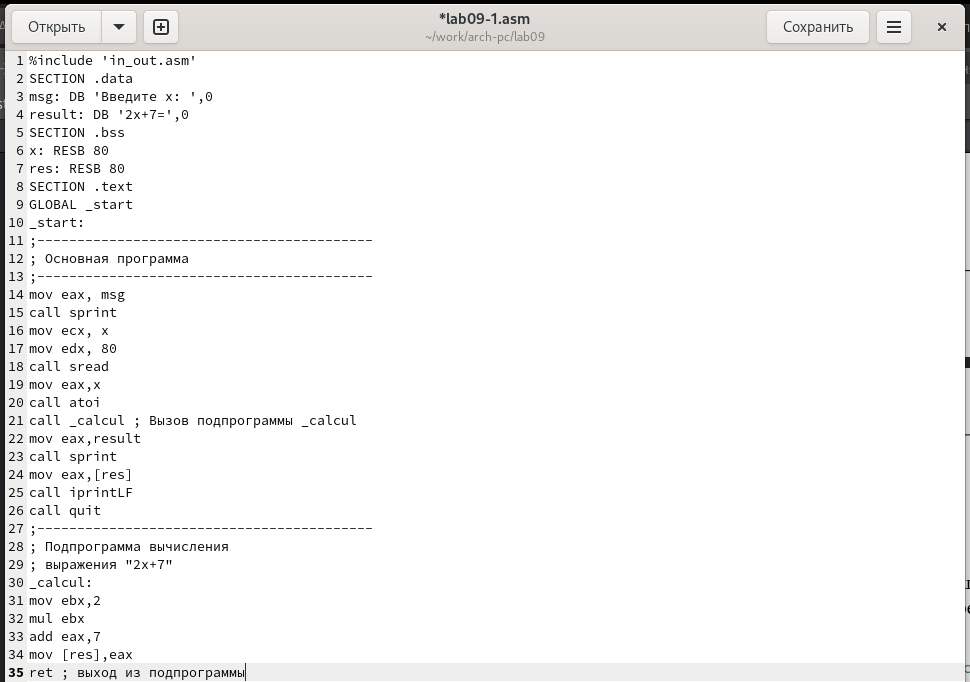 Открыть
*lab09-1.asm
~/work/arch-pc/lab09
Сохранить
1 %include 'in_out.asm'
2 SECTION .data
3 msg: DB 'Введите x: ',0
4 result: DB '2x+7=',0
5 SECTION .bss
6 x: RESB 80
7 res: RESB 80
8 SECTION .text
9 GLOBAL _start
10 _start:
11 ;------------------------------------------
12 ; Основная программа
13 ;------------------------------------------
14 mov eax, msg
15 call sprint
16 mov ecx, x
17 mov edx, 80
18 call sread
19 mov eax,x
20 call atoi
21 call _calcul ; Вызов подпрограммы _calcul
22 mov eax,result
23 call sprint
24 mov eax,[res]
25 call iprintLF
26 call quit
27 ;------------------------------------------
28 ; Подпрограмма вычисления
29 ; выражения "2x+7"
30 _calcul:
31 mov ebx,2
32 mul ebx
33 add eax,7
34 mov [res],eax
35 ret ; выход из подпрограммы